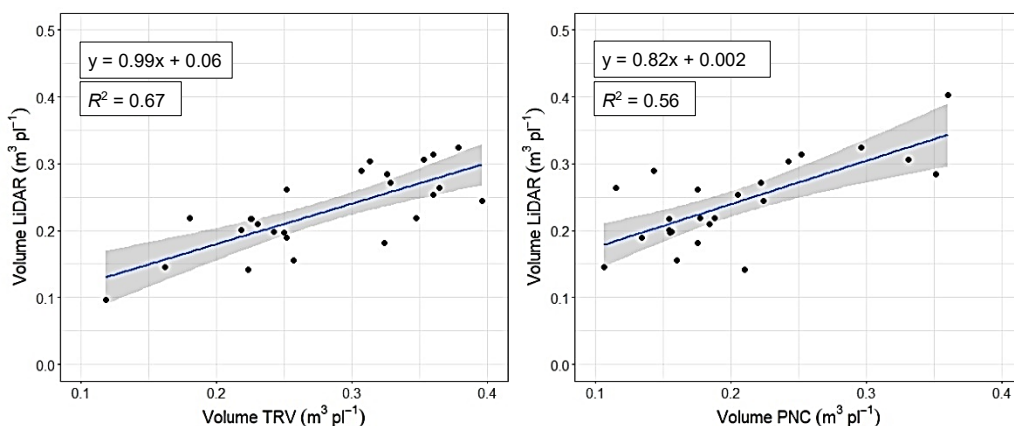 y = 0.99x + 0.06
R² = 0.67
0.5
0.4
0.3
0.2
0.1
0.0
Volume LiDAR (m³ pl⁻¹)
0.1 0.2 0.3 0.4
Volume TRV (m³ pl⁻¹)
y = 0.82x + 0.002
R² = 0.56
0.5
0.4
0.3
0.2
0.1
0.0
Volume LiDAR (m³ pl⁻¹)
0.1 0.2 0.3 0.4
Volume PNC (m³ pl⁻¹)